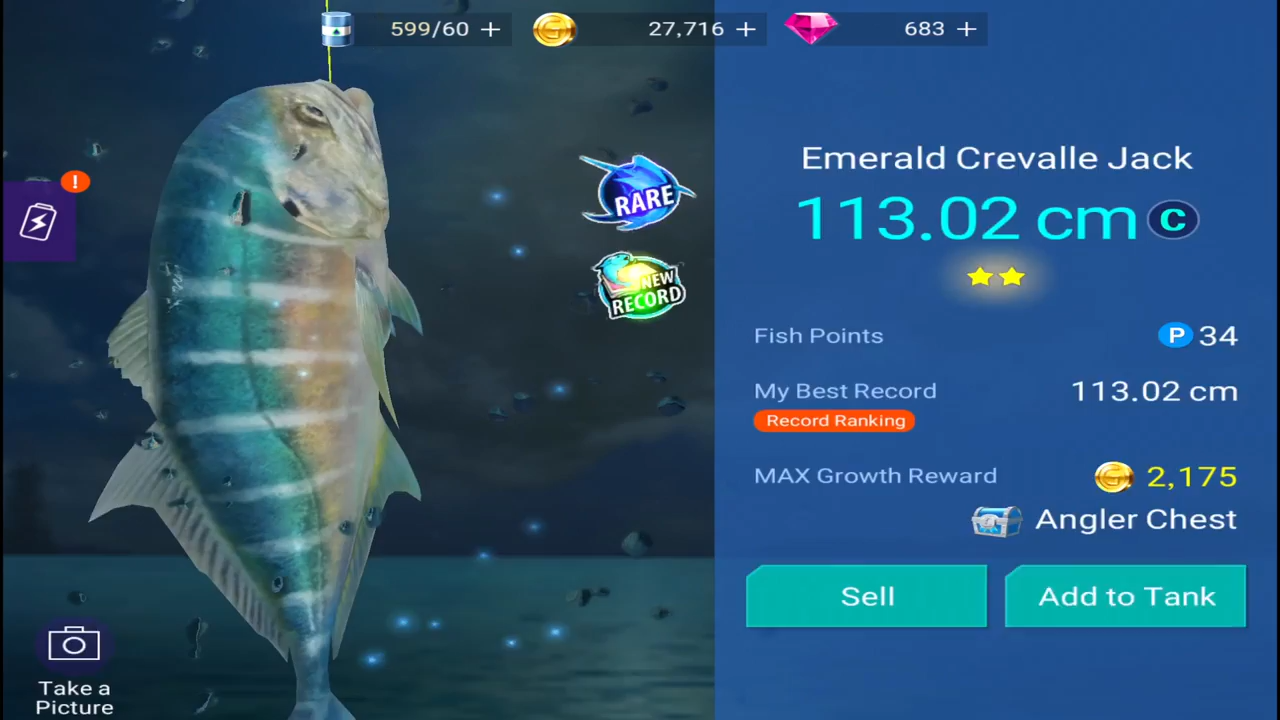 599/60 +
27,716 +
683 +
!
RARE
NEW
RECORD
Emerald Crevalle Jack
113.02 cm C
Fish Points
P 34
My Best Record
113.02 cm
Record Ranking
MAX Growth Reward
G 2,175
Angler Chest
Sell
Add to Tank
Take a
Picture